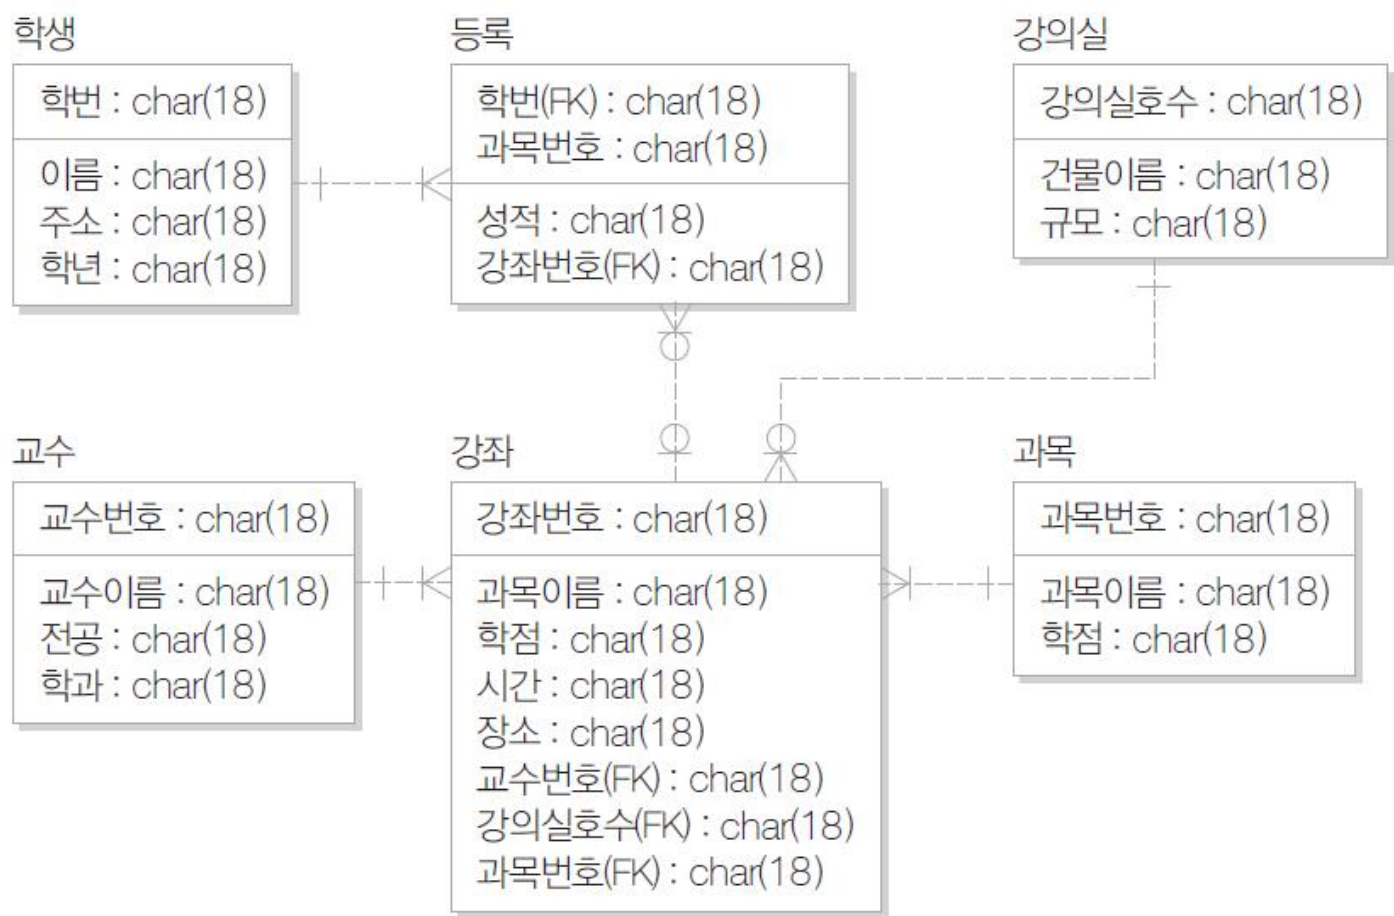 학생
학번 : char(18)
이름 : char(18)
주소 : char(18)
학년 : char(18)
등록
학번(FK) : char(18)
과목번호 : char(18)
성적 : char(18)
강좌번호(FK) : char(18)
강의실
강의실호수 : char(18)
건물이름 : char(18)
규모 : char(18)
교수
교수번호 : char(18)
교수이름 : char(18)
전공 : char(18)
학과 : char(18)
강좌
강좌번호 : char(18)
과목이름 : char(18)
학점 : char(18)
시간 : char(18)
장소 : char(18)
교수번호(FK) : char(18)
강의실호수(FK) : char(18)
과목번호(FK) : char(18)
과목
과목번호 : char(18)
과목이름 : char(18)
학점 : char(18)